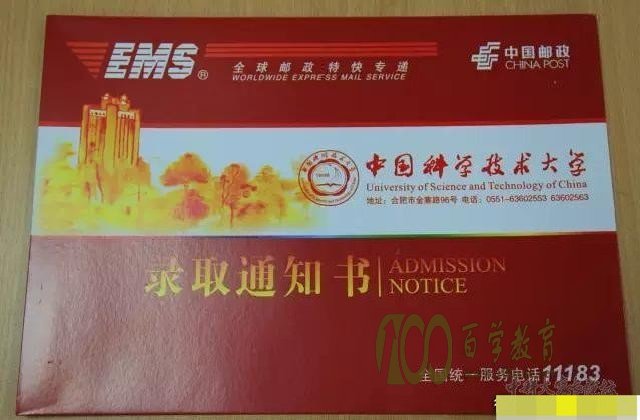 EMS®
全球邮政特快专递
WORLDWIDE EXPRESS MAIL SERVICE
中国邮政
CHINA POST
中国科学技术大学
University of Science and Technology of China
地址：合肥市金寨路96号 电话：0551-63602553 63602563
录取通知书
ADMISSION
NOTICE
100百学教育
全国统一服务电话11183